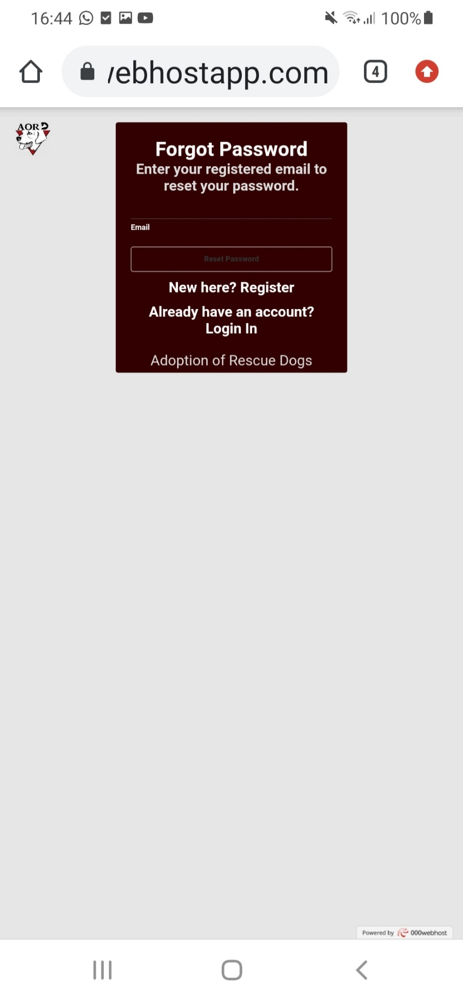 16:44
100%
ebhostapp.com
4
AORD
Forgot Password
Enter your registered email to
reset your password.
Email
Reset Password
New here? Register
Already have an account?
Login In
Adoption of Rescue Dogs
Powered by 000webhost